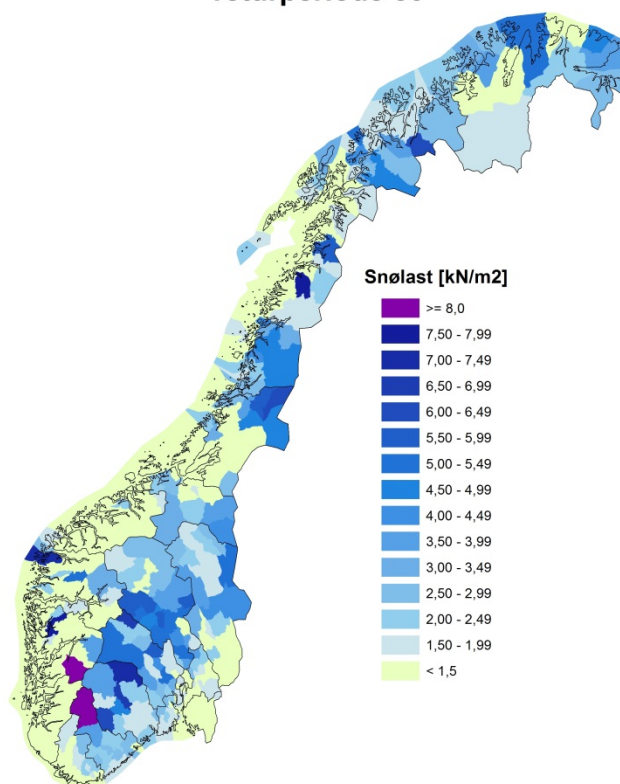 Snølast [kN/m2]
>= 8,0
7,50 - 7,99
7,00 - 7,49
6,50 - 6,99
6,00 - 6,49
5,50 - 5,99
5,00 - 5,49
4,50 - 4,99
4,00 - 4,49
3,50 - 3,99
3,00 - 3,49
2,50 - 2,99
2,00 - 2,49
1,50 - 1,99
< 1,5